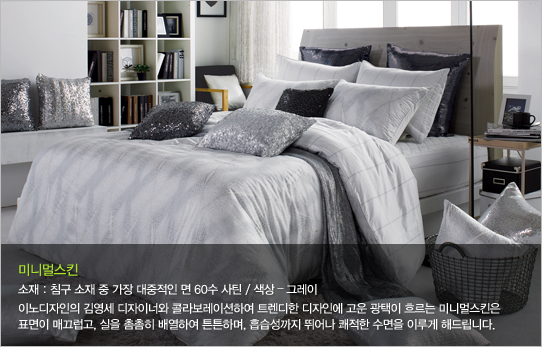 미니멀스킨
소재 : 침구 소재 중 가장 대중적인 면 60수 사틴 / 색상 – 그레이
이노디자인의 김영세 디자이너와 콜라보레이션하여 트렌디한 디자인에 고운 광택이 흐르는 미니멀스킨은
표면이 매끄럽고, 실을 촘촘히 배열하여 튼튼하며, 흡습성까지 뛰어나 쾌적한 수면을 이루게 해드립니다.